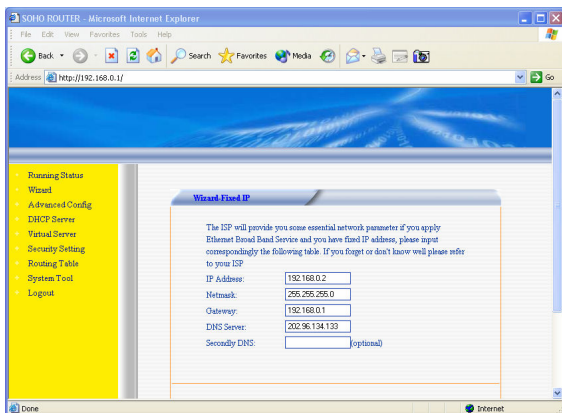 SOHO ROUTER - Microsoft Internet Explorer
File Edit View Favorites Tools Help
Back Search Favorites Media
Address http://192.168.0.1/ Go
Running Status
Wizard
Advanced Config
DHCP Server
Virtual Server
Security Setting
Routing Table
System Tool
Logout
Wizard-Fixed IP
The ISP will provide you some essential network parameter if you apply
Ethernet Broad Band Service and you have fixed IP address, please input
correspondingly the following table. If you forget or don't know well please refer
to your ISP
IP Address: 192.168.0.2
Netmask: 255.255.255.0
Gateway: 192.168.0.1
DNS Server: 202.96.134.133
Secondly DNS: (optional)
Done Internet